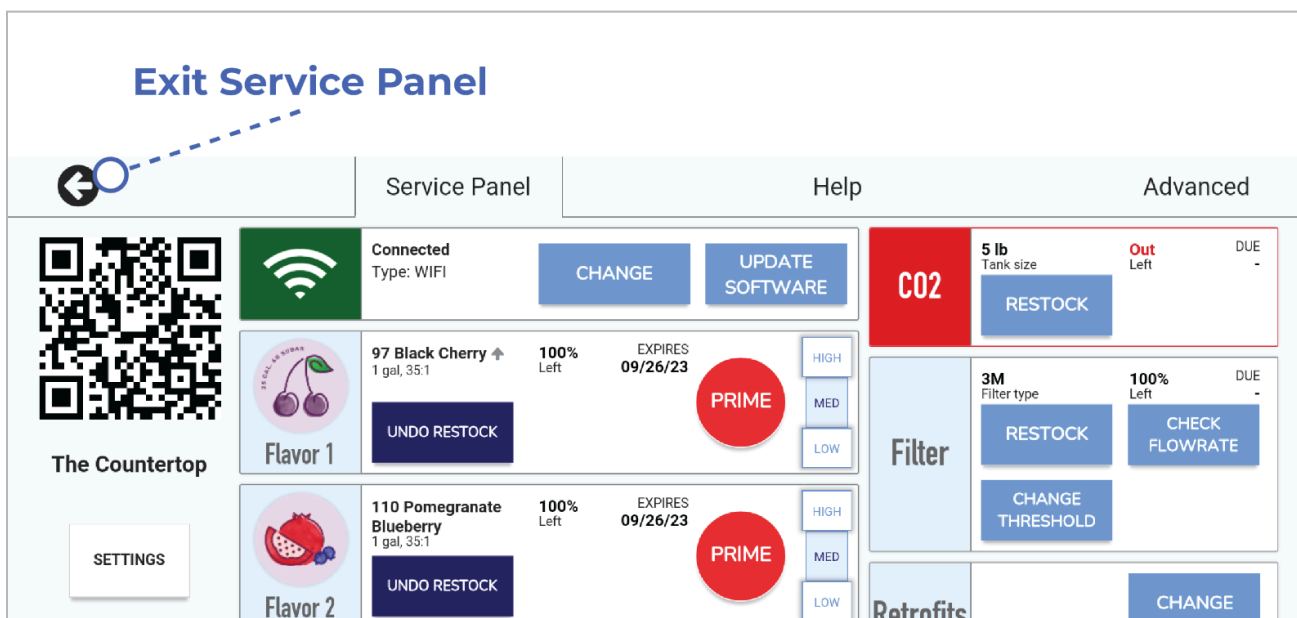 Exit Service Panel
Service Panel
Help
Advanced
The Countertop
SETTINGS
Connected
Type: WIFI
CHANGE
UPDATE
SOFTWARE
Flavor 1
97 Black Cherry
1 gal, 35:1
100%
Left
EXPIRES
09/26/23
UNDO RESTOCK
PRIME
HIGH
MED
LOW
Flavor 2
110 Pomegranate
Blueberry
1 gal, 35:1
100%
Left
EXPIRES
09/26/23
UNDO RESTOCK
PRIME
HIGH
MED
LOW
CO2
5 lb
Tank size
Out
Left
DUE
-
RESTOCK
Filter
3M
Filter type
100%
Left
DUE
-
RESTOCK
CHECK
FLOWRATE
CHANGE
THRESHOLD
Retrofits
CHANGE